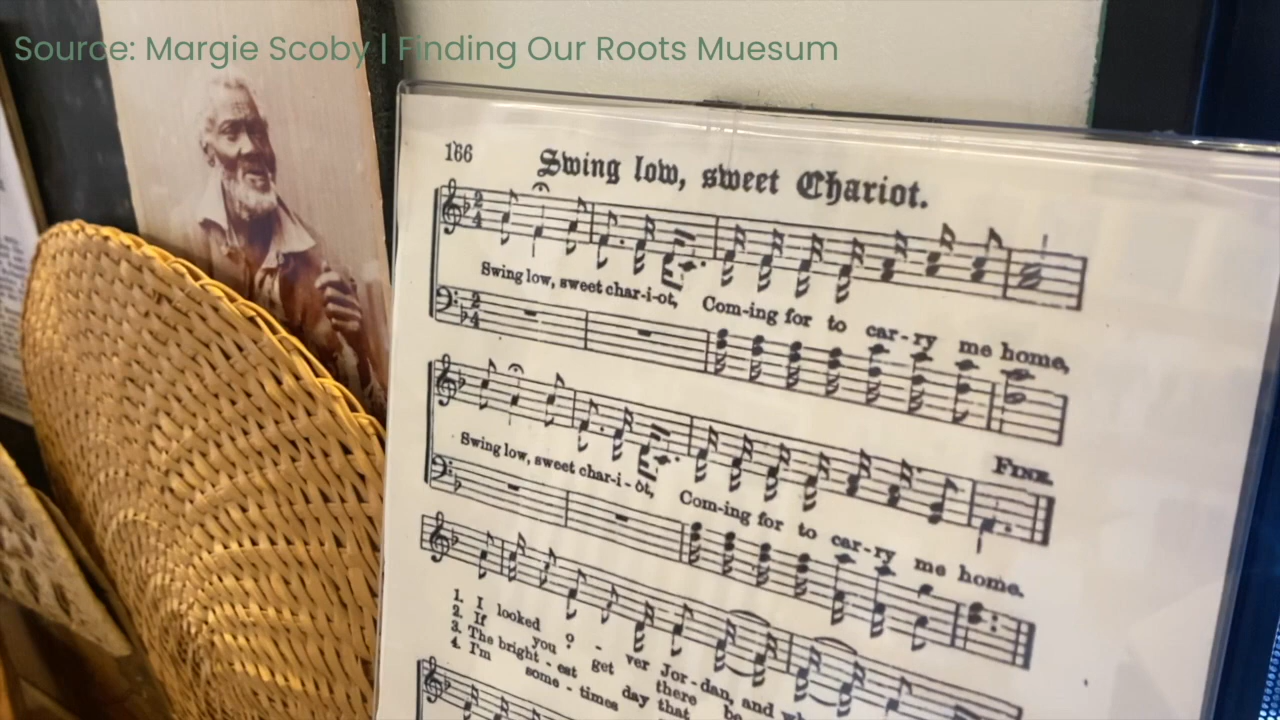 Source: Margie Scoby | Finding Our Roots Muesum
166
Swing low, sweet Chariot.
Swing low, sweet char-i-ot, Com-ing for to car-ry me home,
FINE.
Swing low, sweet char-i-ot, Com-ing for to car-ry me home.
1. I looked o - ver Jor-dan, and
2. If you get there
3. The bright - est day that
4. I'm some - times